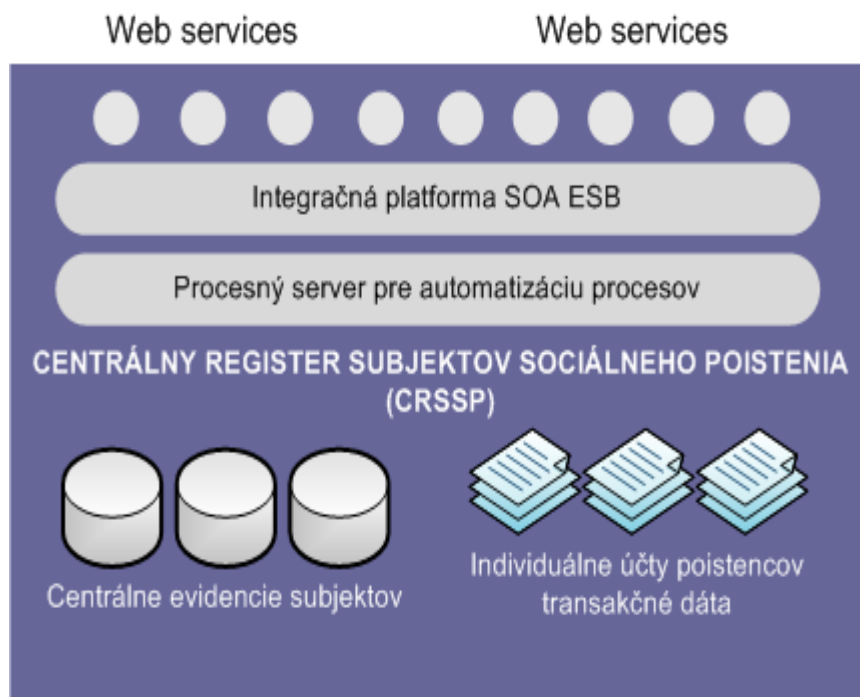 Web services
Web services
Integračná platforma SOA ESB
Procesný server pre automatizáciu procesov
CENTRÁLNY REGISTER SUBJEKTOV SOCIÁLNEHO POISTENIA
(CRSSP)
Centrálne evidencie subjektov
Individuálne účty poistencov
transakčné dáta